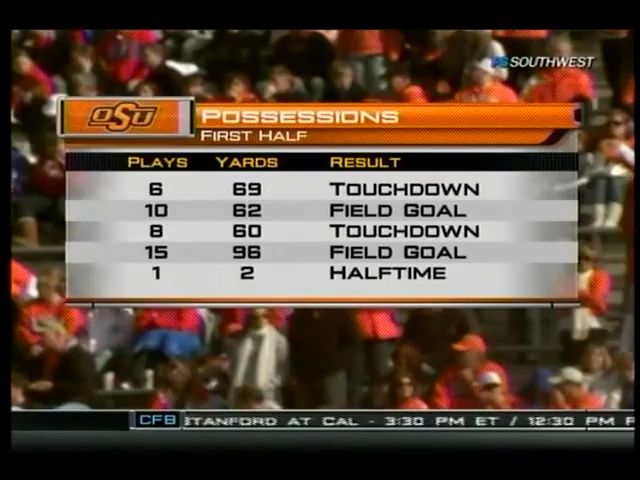 FS SOUTHWEST
OSU
POSSESSIONS
FIRST HALF
PLAYS YARDS RESULT
6 69 TOUCHDOWN
10 62 FIELD GOAL
8 60 TOUCHDOWN
15 96 FIELD GOAL
1 2 HALFTIME
CFB STANFORD AT CAL - 3:30 PM ET / 12:30 PM P